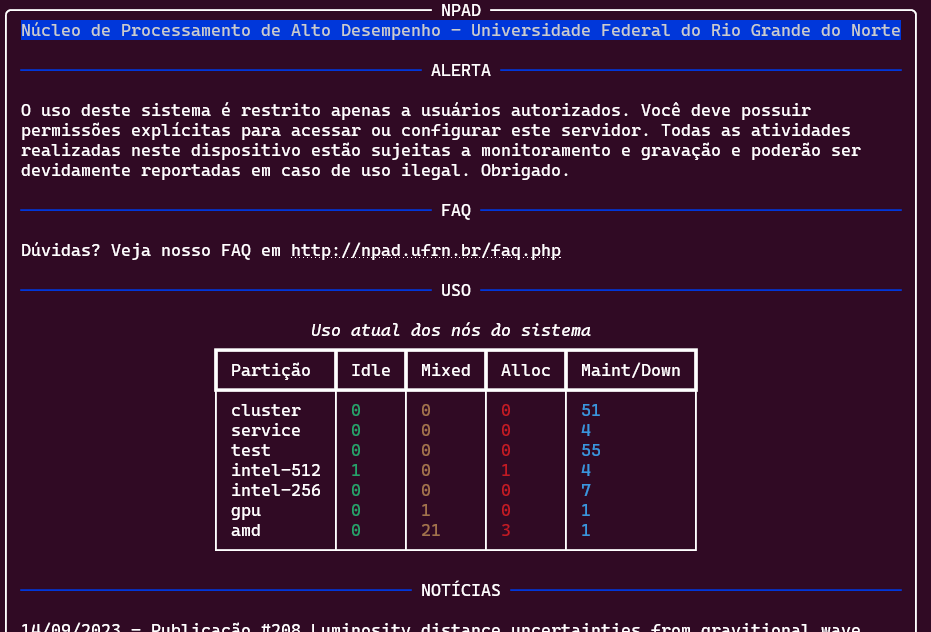 NPAD
Núcleo de Processamento de Alto Desempenho - Universidade Federal do Rio Grande do Norte
ALERTA
O uso deste sistema é restrito apenas a usuários autorizados. Você deve possuir
permissões explícitas para acessar ou configurar este servidor. Todas as atividades
realizadas neste dispositivo estão sujeitas a monitoramento e gravação e poderão ser
devidamente reportadas em caso de uso ilegal. Obrigado.
FAQ
Dúvidas? Veja nosso FAQ em http://npad.ufrn.br/faq.php
USO
Uso atual dos nós do sistema
Partição Idle Mixed Alloc Maint/Down
cluster 0 0 0 51
service 0 0 0 4
test 0 0 0 55
intel-512 1 0 1 4
intel-256 0 0 0 7
gpu 0 1 0 1
amd 0 21 3 1
NOTÍCIAS
14/09/2023 - Publicação #208 Luminosity distance uncertainties from gravitional wave